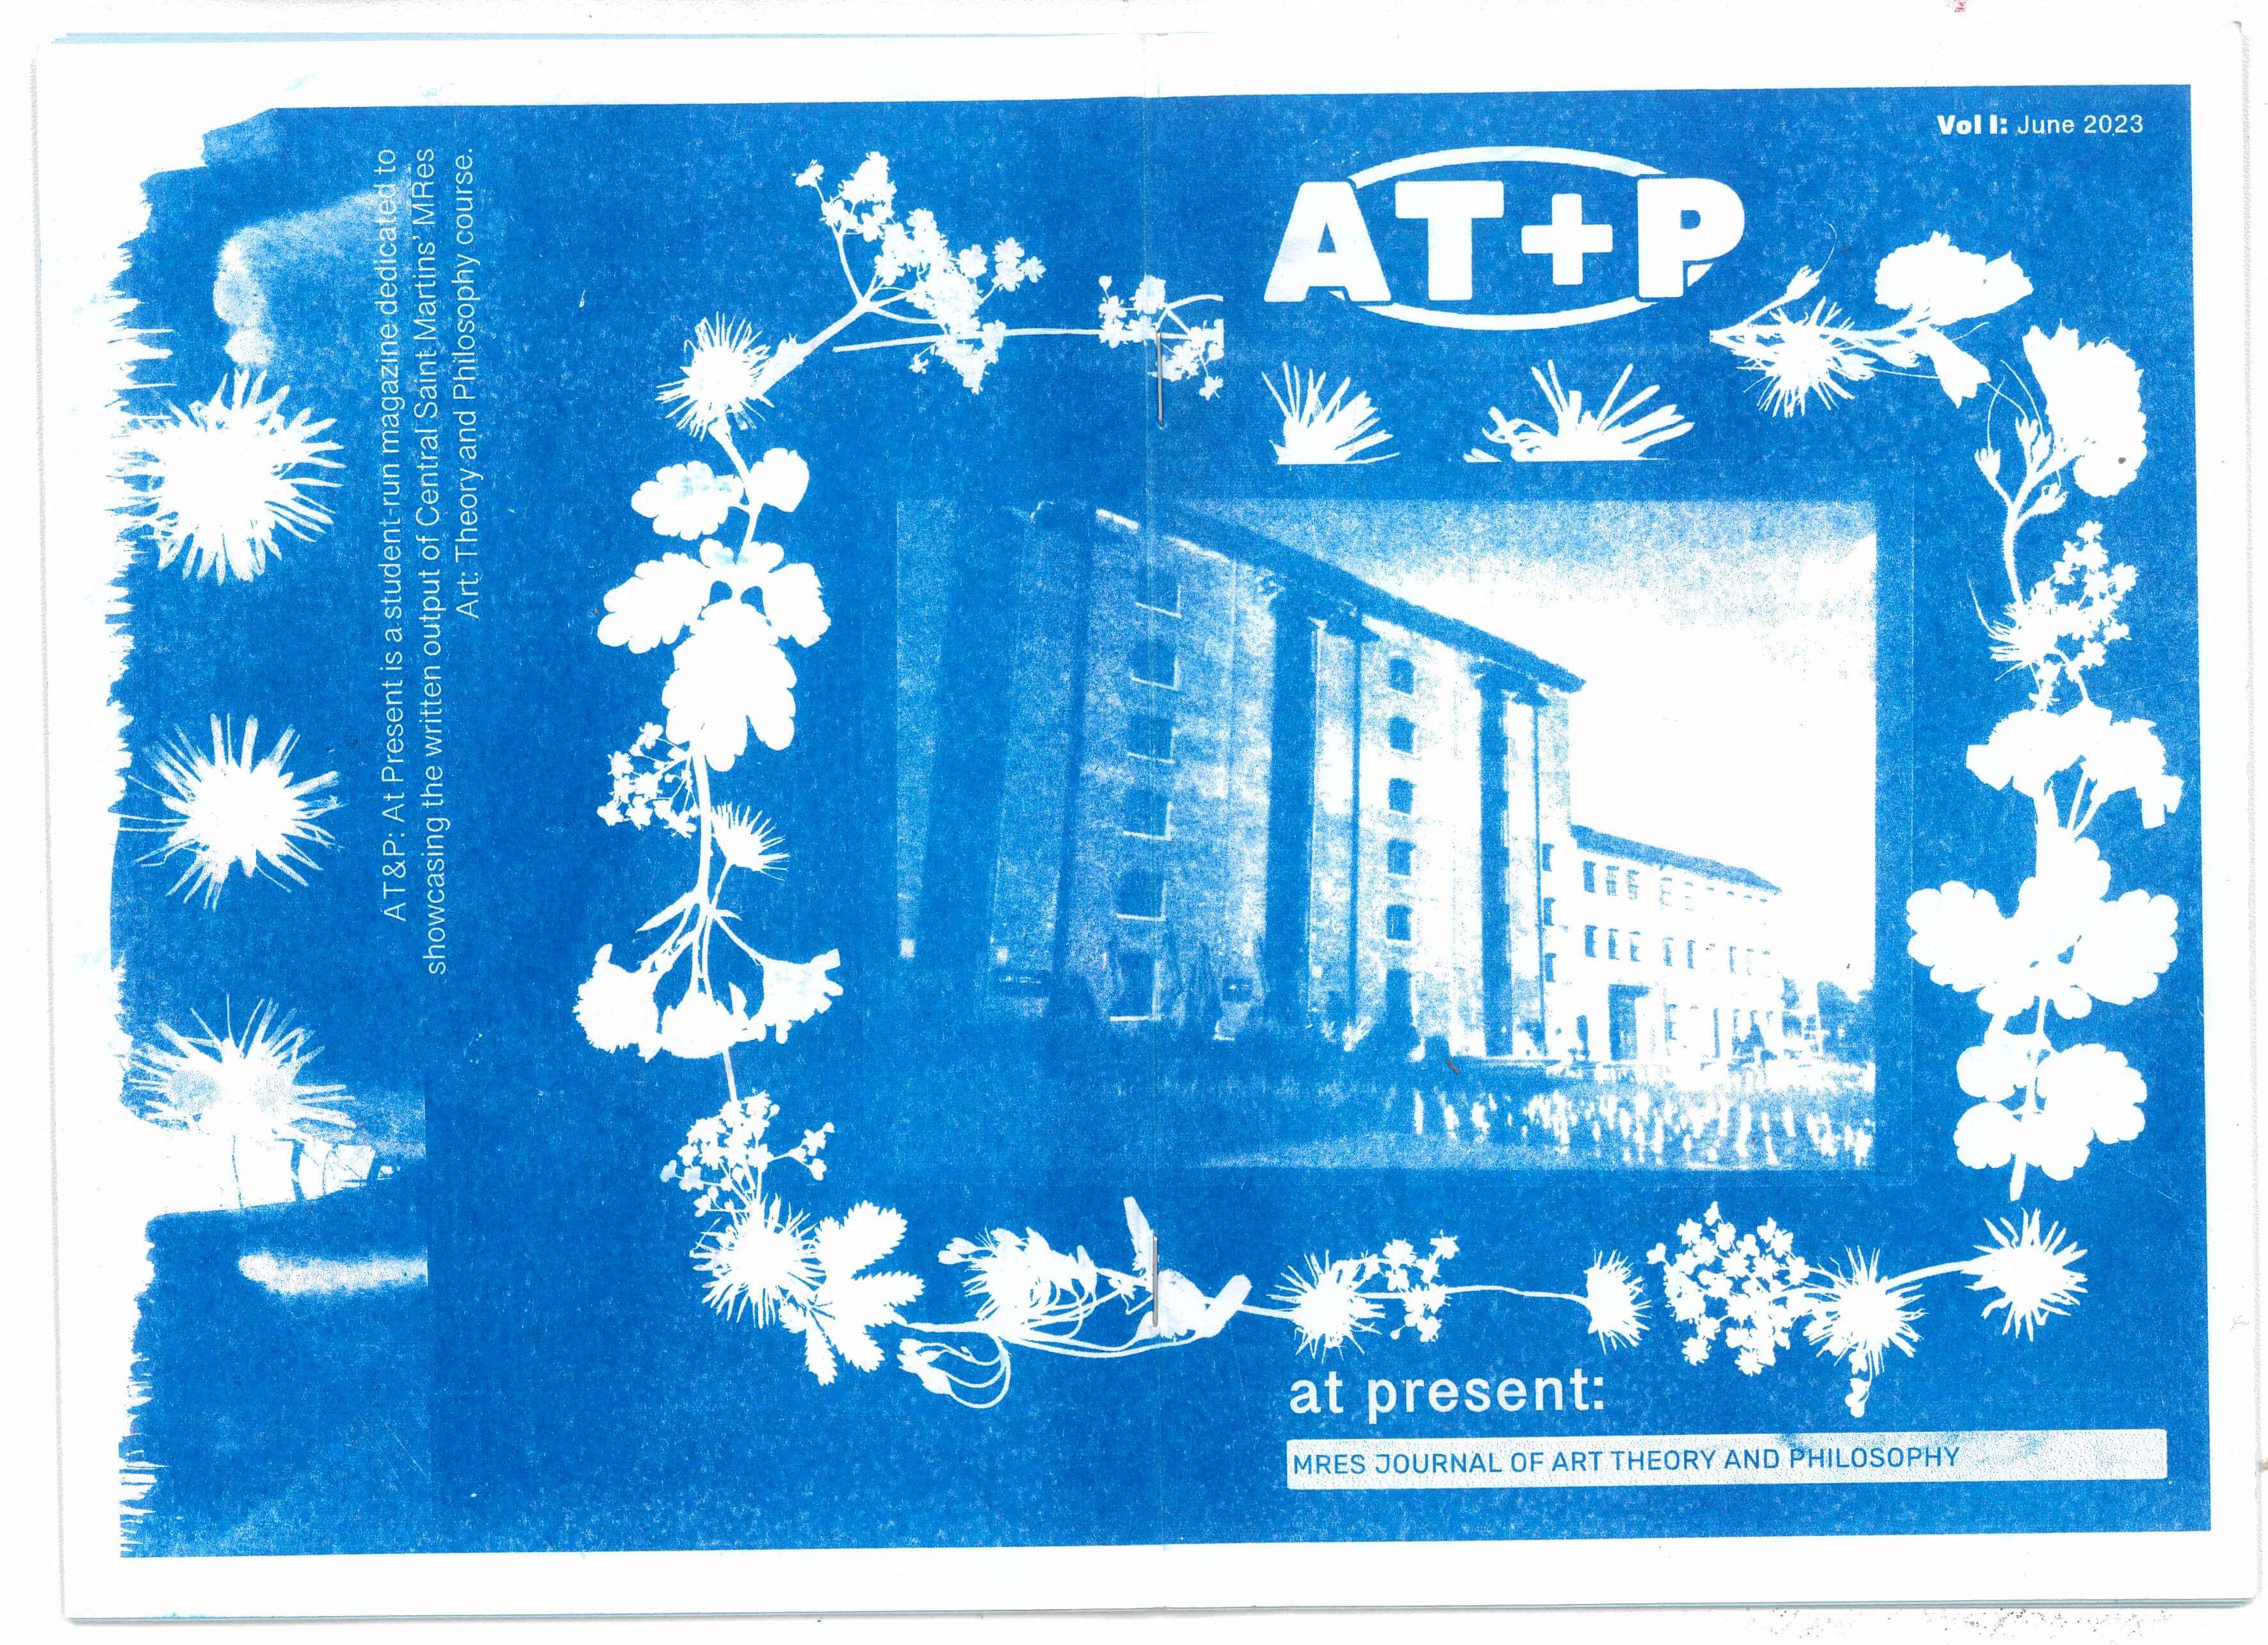 Vol I: June 2023
AT+P
AT&P: At Present is a student-run magazine dedicated to
showcasing the written output of Central Saint Martins' MRes
Art: Theory and Philosophy course.
at present:
MRES JOURNAL OF ART THEORY AND PHILOSOPHY